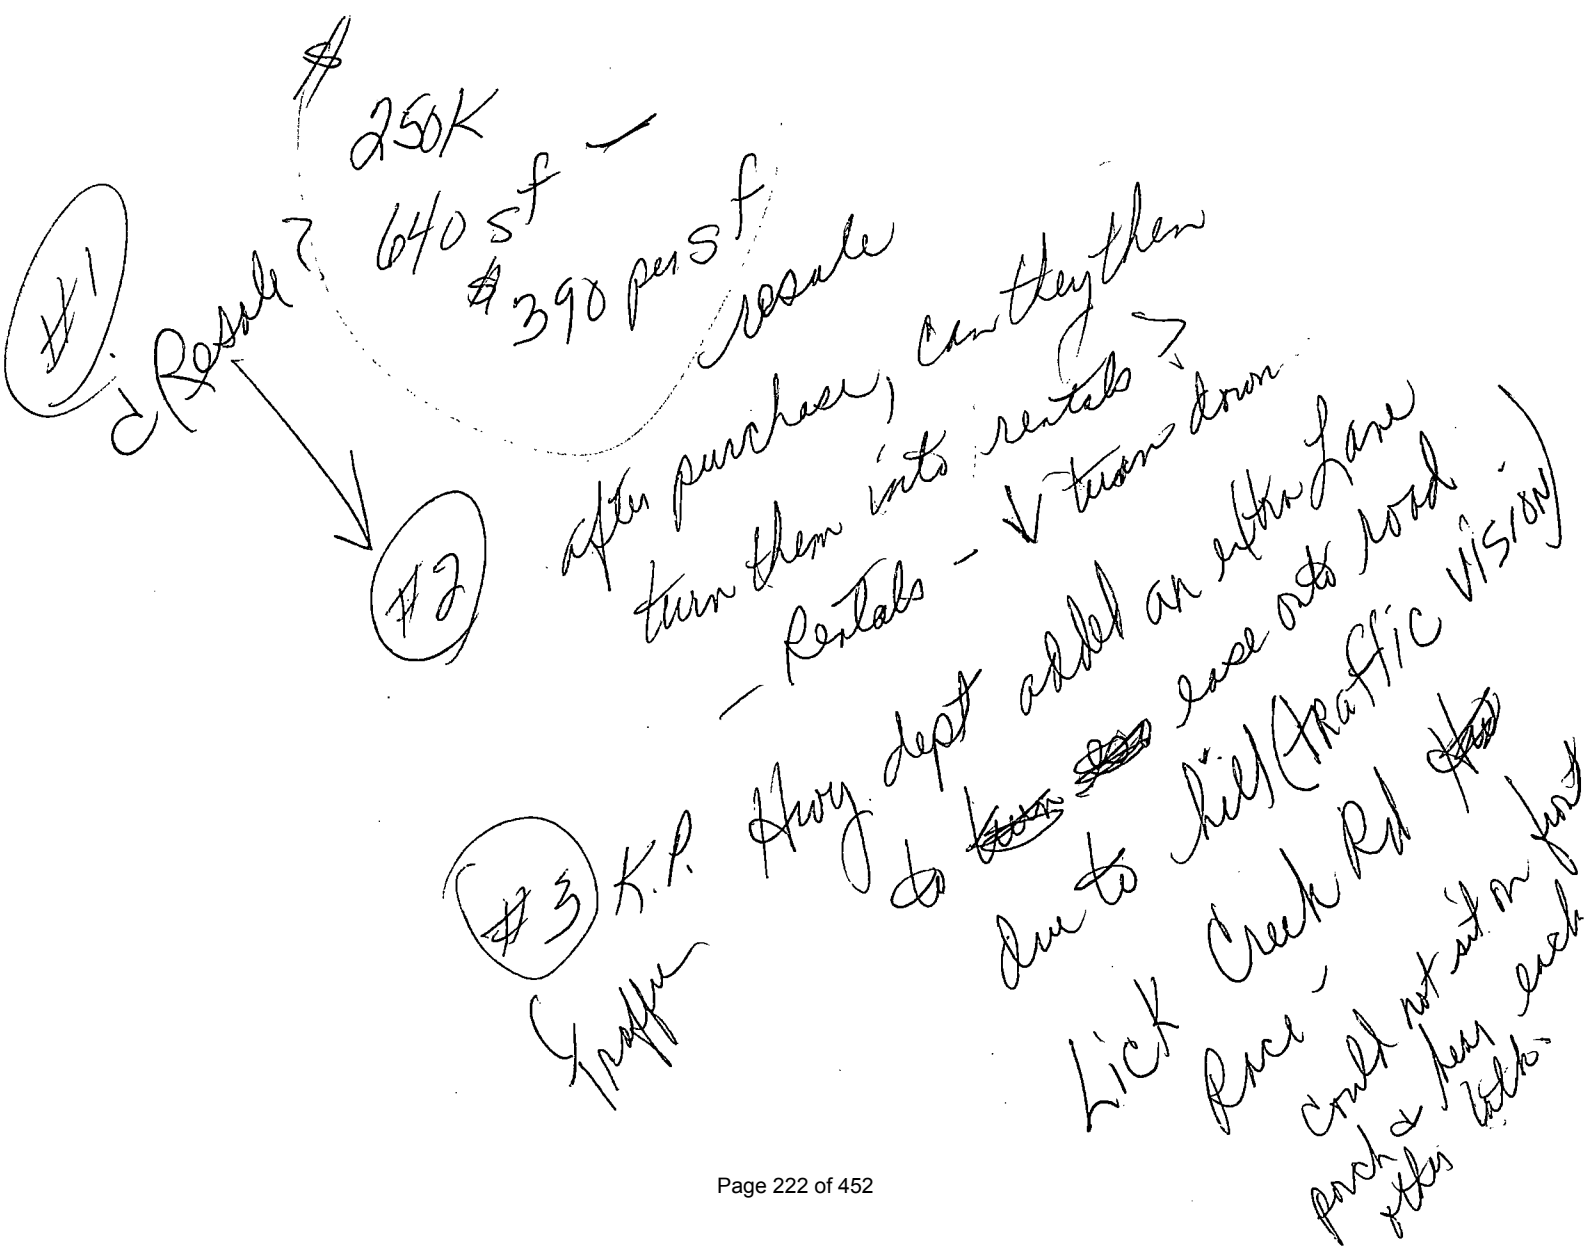 $
250K
640 sf -
$390 per sf
resale
#1
Resale?
#2
after purchase, can they then
turn them into rentals?
- Rentals - ↓ turn down
#3 K.P.
Traffic
Hwy dept added an extra Lane
to ease onto road
due to hill (traffic vision)
Lick Creek Rd
Race -
could not sit on front
porch & hear each
other talk.
Page 222 of 452